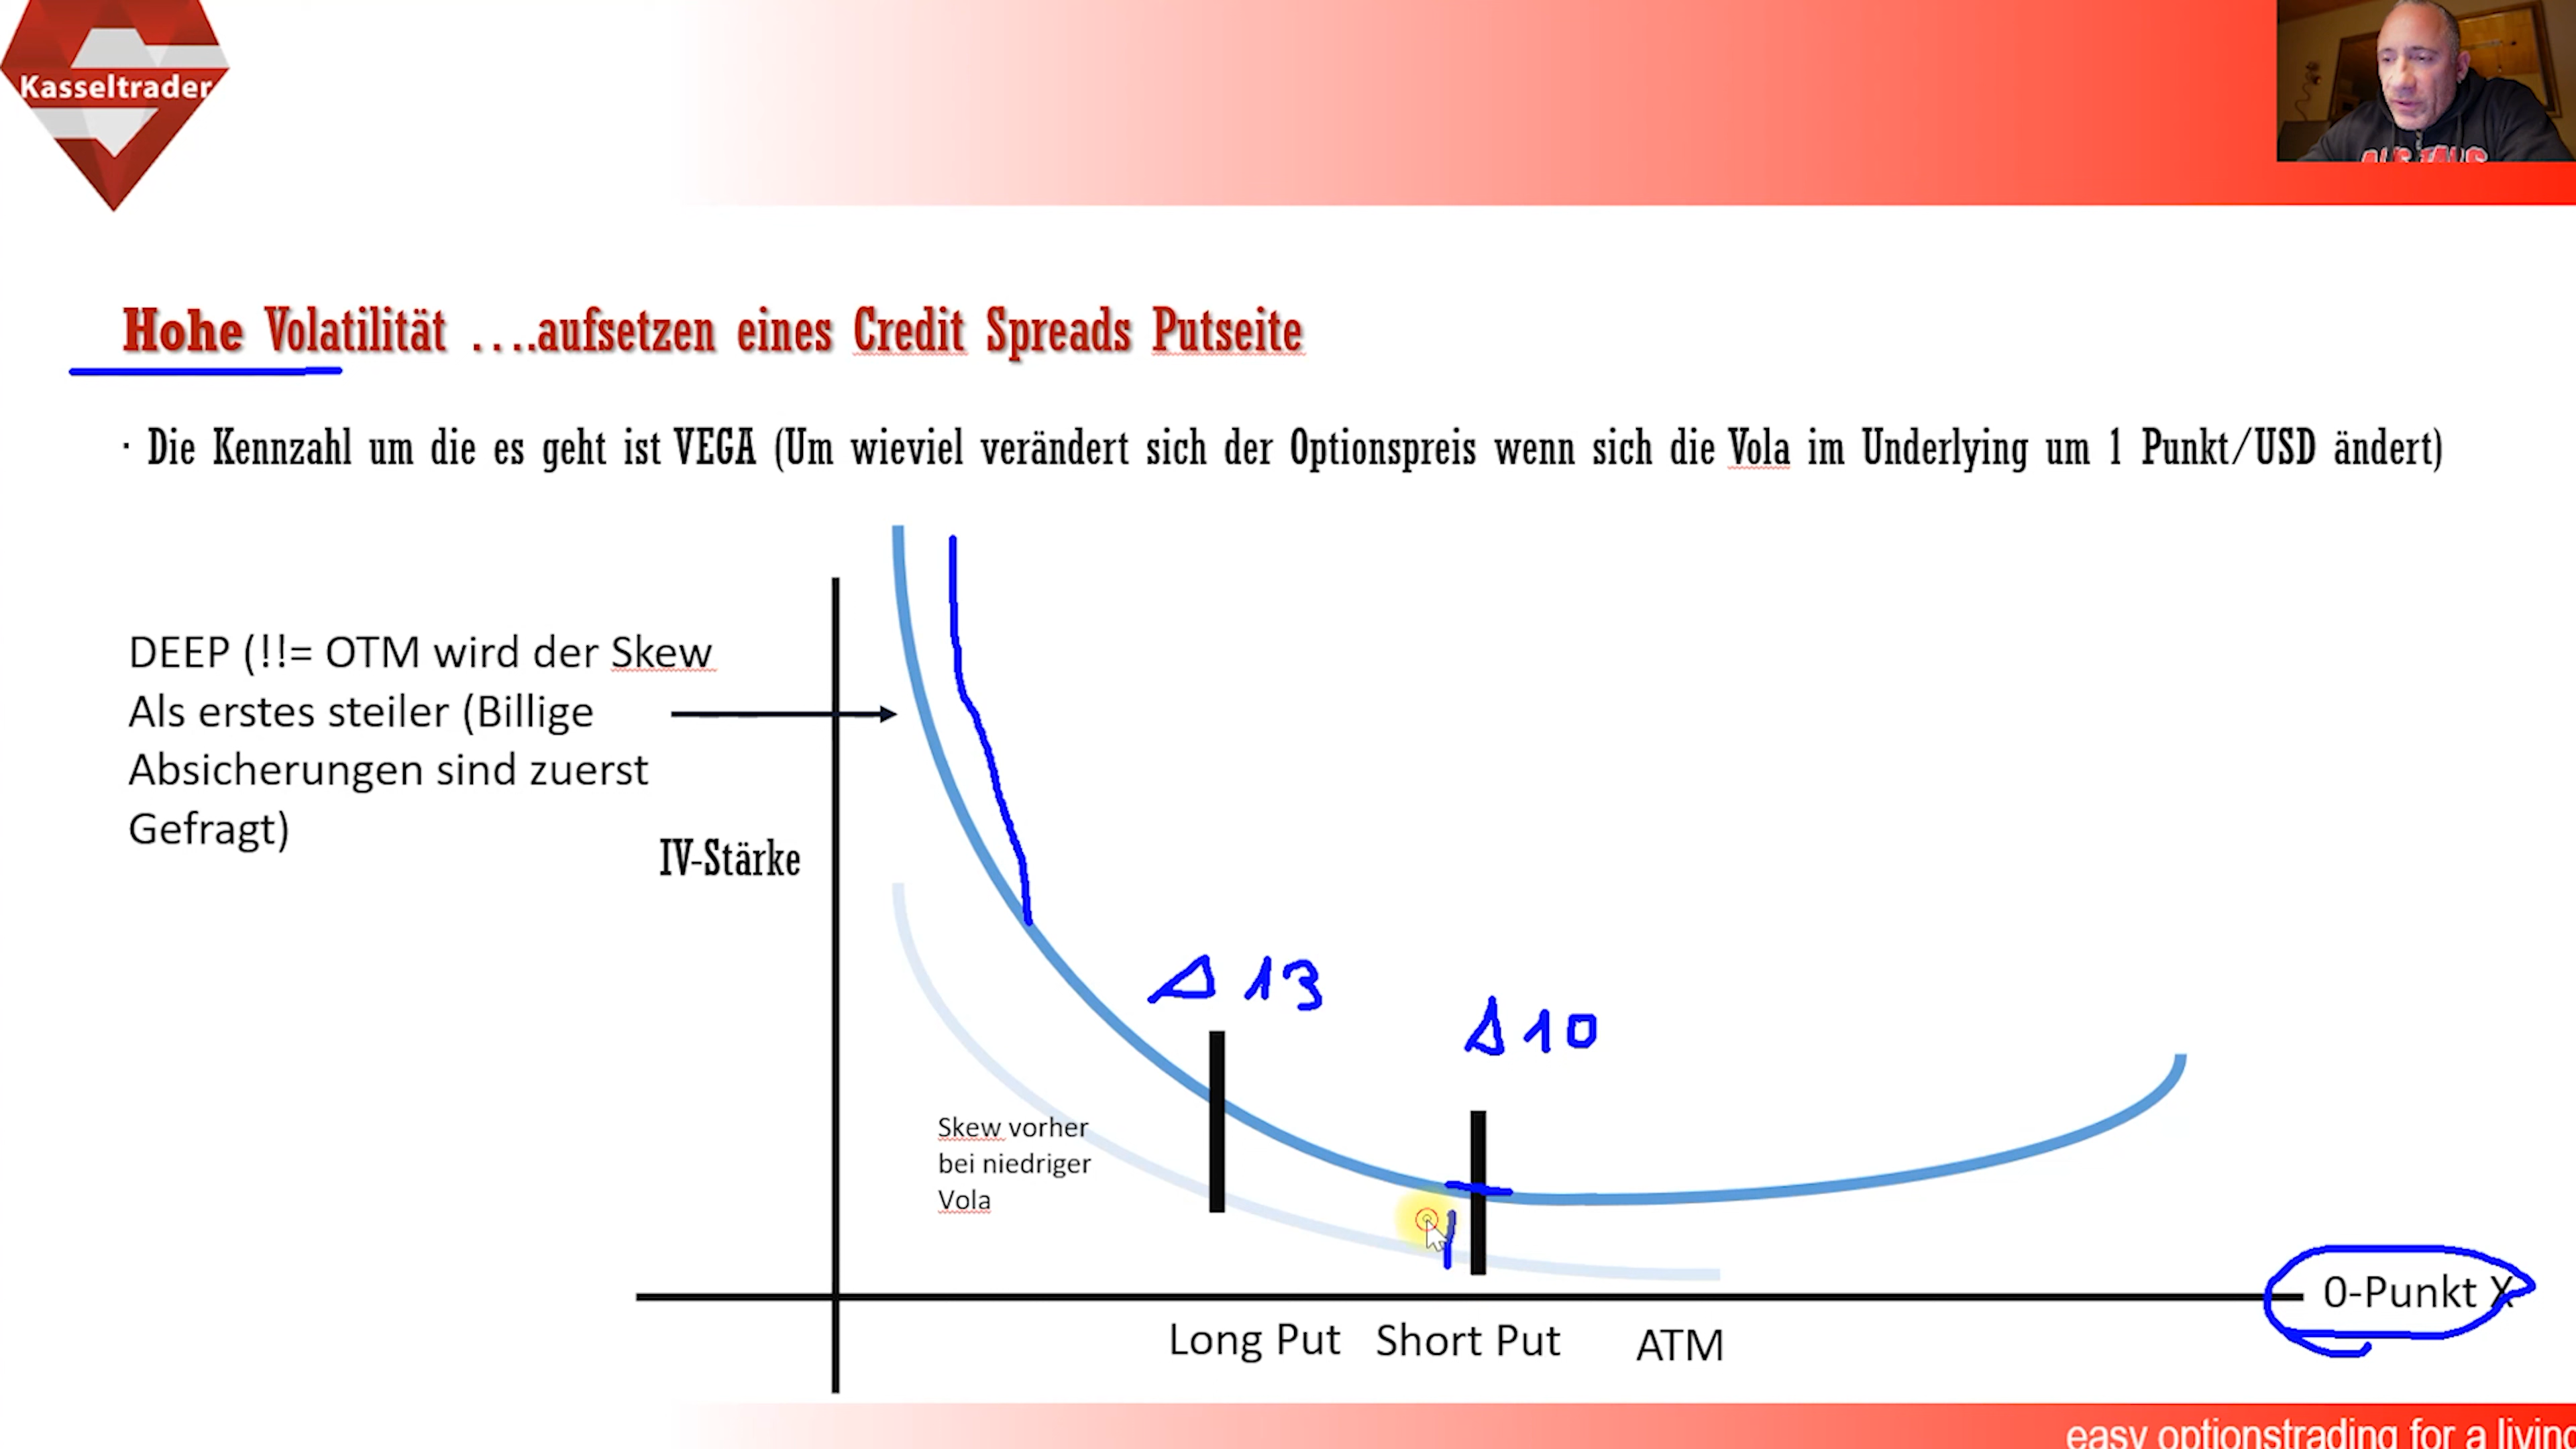 Kasseltrader
Hohe Volatilität ....aufsetzen eines Credit Spreads Putseite
· Die Kennzahl um die es geht ist VEGA (Um wieviel verändert sich der Optionspreis wenn sich die Vola im Underlying um 1 Punkt/USD ändert)
DEEP (!!= OTM wird der Skew
Als erstes steiler (Billige
Absicherungen sind zuerst
Gefragt)
IV-Stärke
Δ 13
Δ 10
Skew vorher
bei niedriger
Vola
0-Punkt X
Long Put Short Put ATM
easy optionstrading for a living